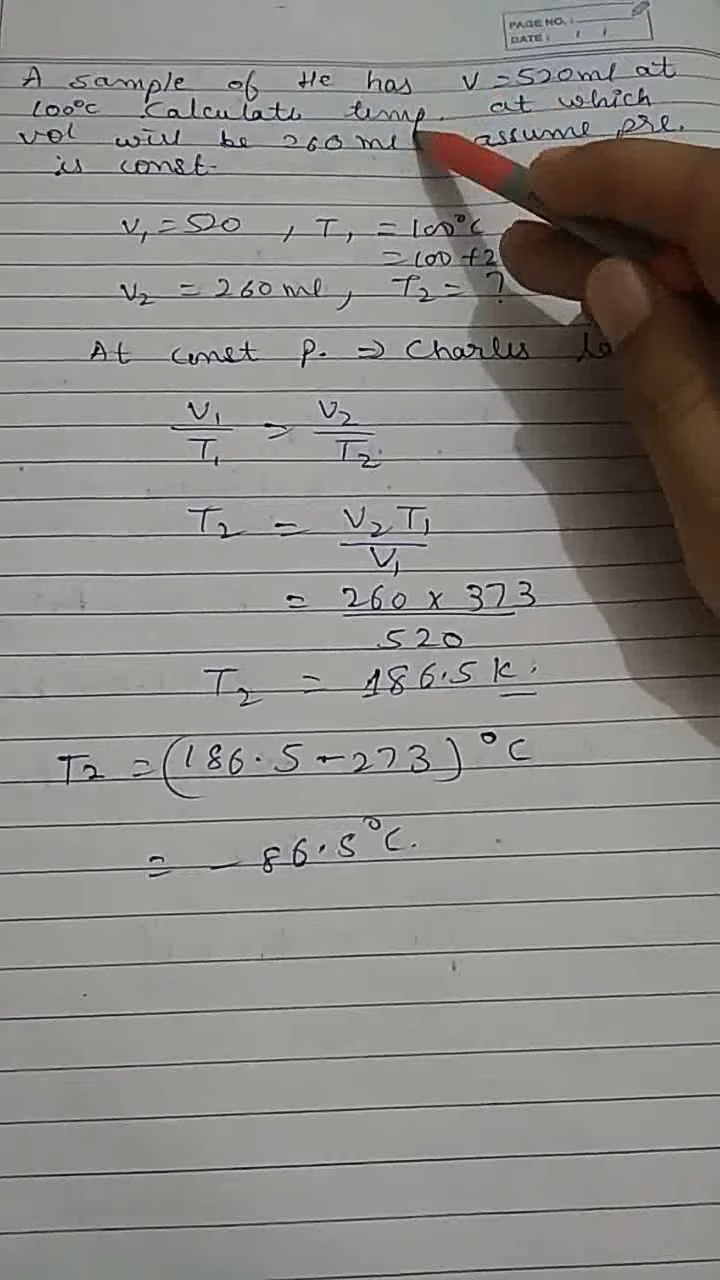 PAGE NO.:
DATE: / /
A sample of He has V = 520ml at
100°c Calculate temp. at which
vol will be 260 ml assume pre.
is const.
V₁ = 520 , T₁ = 100°C
= 100 + 2
V₂ = 260 ml, T₂ = ?
At const P. ⇒ Charles
V₁/T₁ = V₂/T₂
T₂ = V₂ T₁/V₁
= 260 x 373/520
T₂ = 186.5 K.
T₂ = (186.5 - 273) °C
= - 86.5°C.